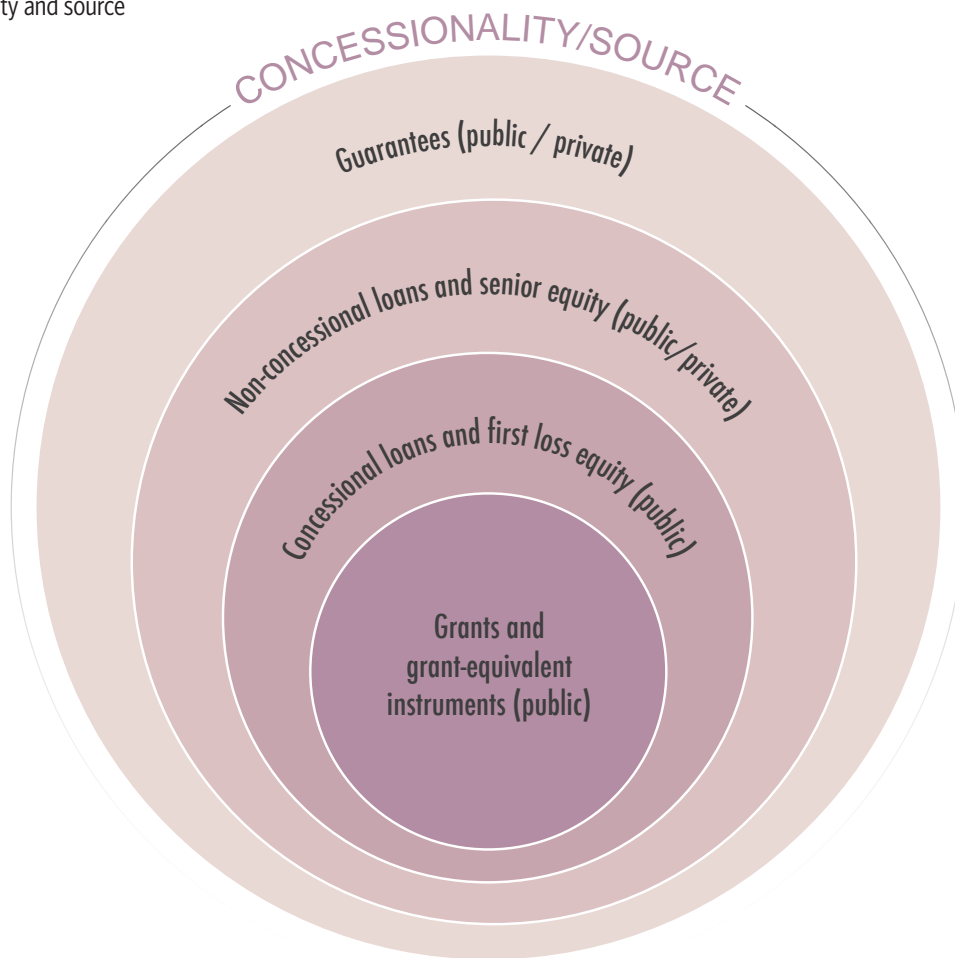 and source
CONCESSIONALITY/SOURCE
Guarantees (public / private)
Non-concessional loans and senior equity (public/private)
Concessional loans and first loss equity (public)
Grants and
grant-equivalent
instruments (public)